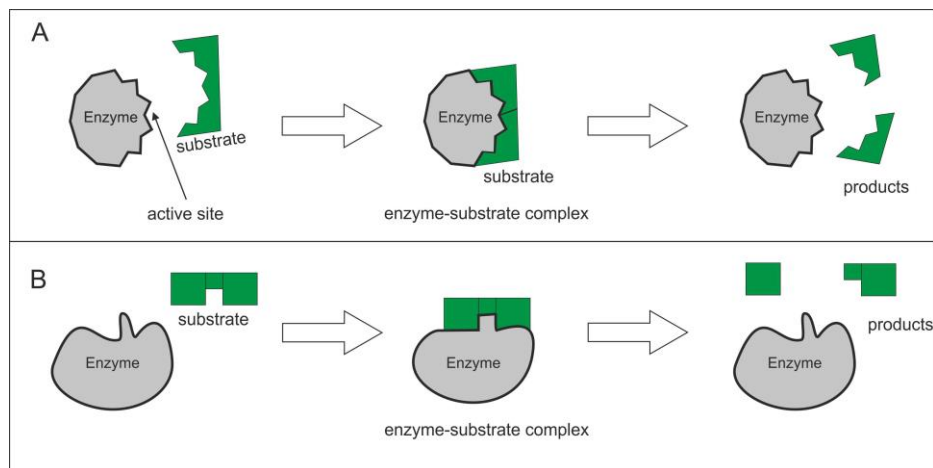 A
Enzyme
substrate
active site
Enzyme
substrate
enzyme-substrate complex
Enzyme
products
B
substrate
Enzyme
Enzyme
enzyme-substrate complex
Enzyme
products